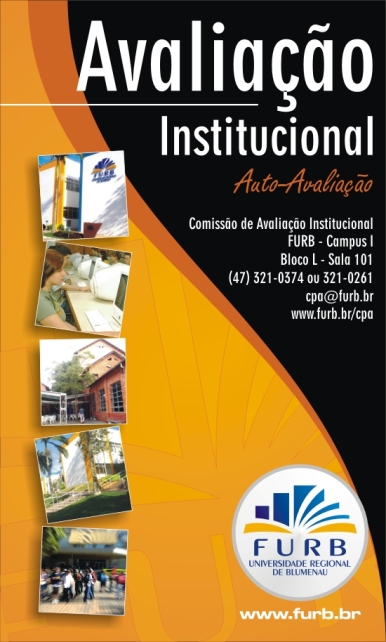 Avaliação
Institucional
Auto-Avaliação
Comissão de Avaliação Institucional
FURB - Campus I
Bloco L - Sala 101
(47) 321-0374 ou 321-0261
cpa@furb.br
www.furb.br/cpa
FURB
FURB
UNIVERSIDADE REGIONAL
DE BLUMENAU
www.furb.br